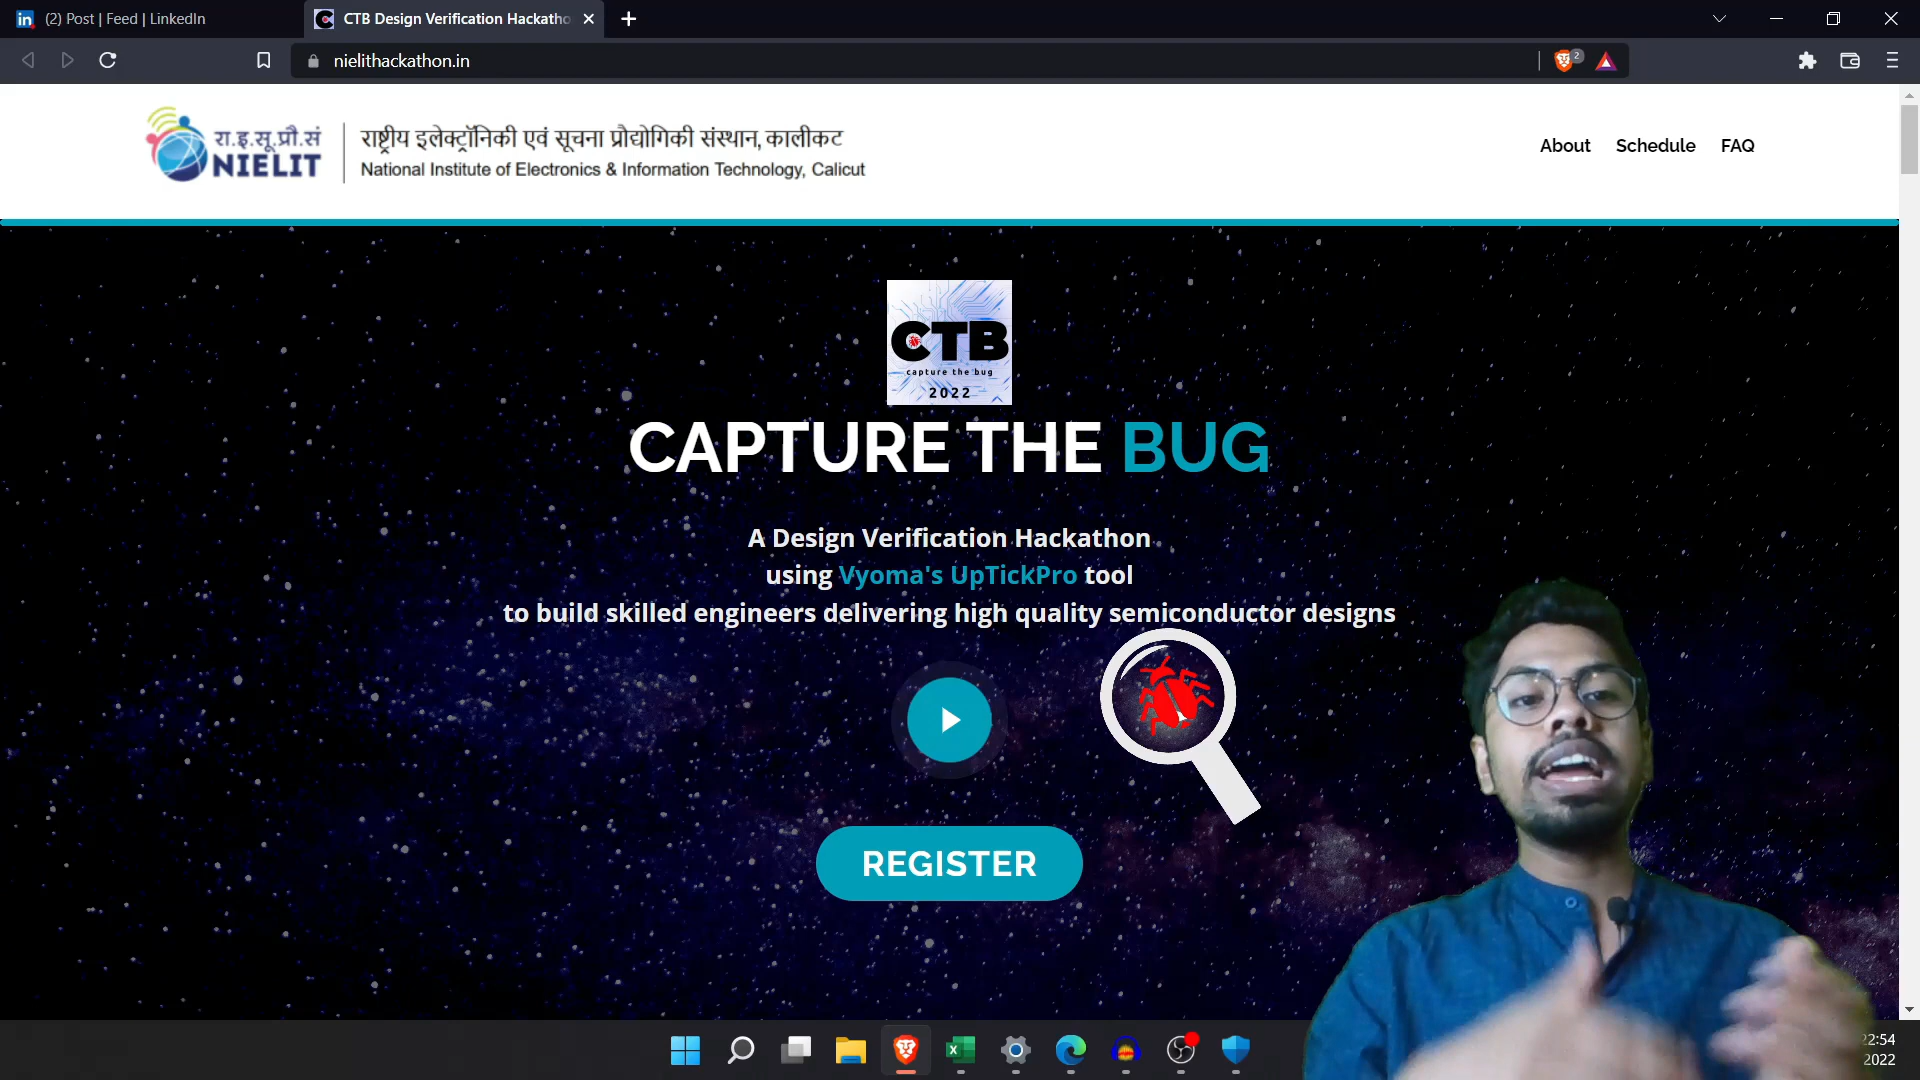 (2) Post | Feed | LinkedIn
CTB Design Verification Hackatho
nielithackathon.in
2
रा.इ.सू.प्रौ.सं
NIELIT
राष्ट्रीय इलेक्ट्रॉनिकी एवं सूचना प्रौद्योगिकी संस्थान, कालीकट
National Institute of Electronics & Information Technology, Calicut
About Schedule FAQ
CTB
capture the bug
2022
CAPTURE THE BUG
A Design Verification Hackathon
using Vyoma's UpTickPro tool
to build skilled engineers delivering high quality semiconductor designs
REGISTER
22:54
2022